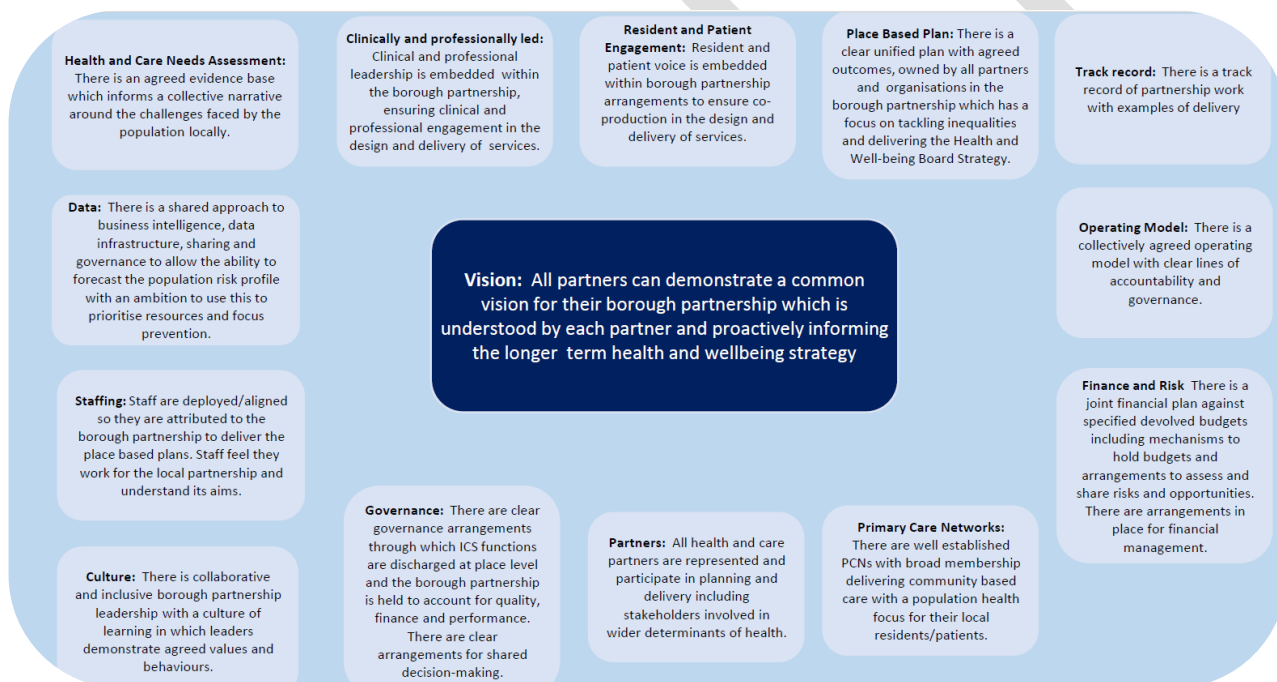 Health and Care Needs Assessment:
There is an agreed evidence base
which informs a collective narrative
around the challenges faced by the
population locally.
Clinically and professionally led:
Clinical and professional
leadership is embedded within
the borough partnership,
ensuring clinical and
professional engagement in the
design and delivery of services.
Resident and Patient
Engagement: Resident and
patient voice is embedded
within borough partnership
arrangements to ensure co-
production in the design and
delivery of services.
Place Based Plan: There is a
clear unified plan with agreed
outcomes, owned by all partners
and organisations in the
borough partnership which has a
focus on tackling inequalities
and delivering the Health and
Well-being Board Strategy.
Track record: There is a track
record of partnership work
with examples of delivery
Data: There is a shared approach to
business intelligence, data
infrastructure, sharing and
governance to allow the ability to
forecast the population risk profile
with an ambition to use this to
prioritise resources and focus
prevention.
Vision: All partners can demonstrate a common
vision for their borough partnership which is
understood by each partner and proactively informing
the longer term health and wellbeing strategy
Operating Model: There is a
collectively agreed operating
model with clear lines of
accountability and
governance.
Staffing: Staff are deployed/aligned
so they are attributed to the
borough partnership to deliver the
place based plans. Staff feel they
work for the local partnership and
understand its aims.
Finance and Risk There is a
joint financial plan against
specified devolved budgets
including mechanisms to
hold budgets and
arrangements to assess and
share risks and opportunities.
There are arrangements in
place for financial
management.
Culture: There is collaborative
and inclusive borough partnership
leadership with a culture of
learning in which leaders
demonstrate agreed values and
behaviours.
Governance: There are clear
governance arrangements
through which ICS functions
are discharged at place level
and the borough partnership
is held to account for quality,
finance and performance.
There are clear
arrangements for shared
decision-making.
Partners: All health and care
partners are represented and
participate in planning and
delivery including
stakeholders involved in
wider determinants of health.
Primary Care Networks:
There are well established
PCNs with broad membership
delivering community based
care with a population health
focus for their local
residents/patients.